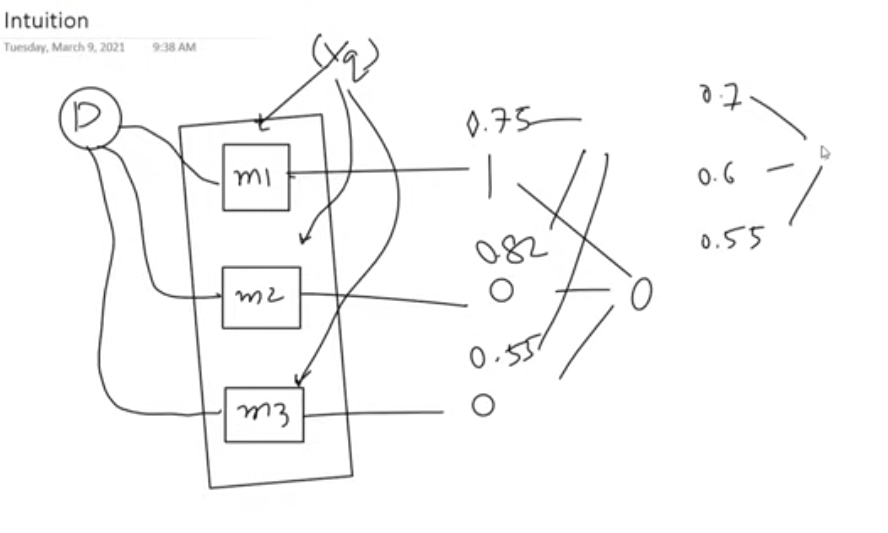 Intuition
Tuesday, March 9, 2021 9:38 AM
(xq)
D
m1
m2
m3
0.75
1
0.82
0
0.55
0
0
0.7
0.6
0.55